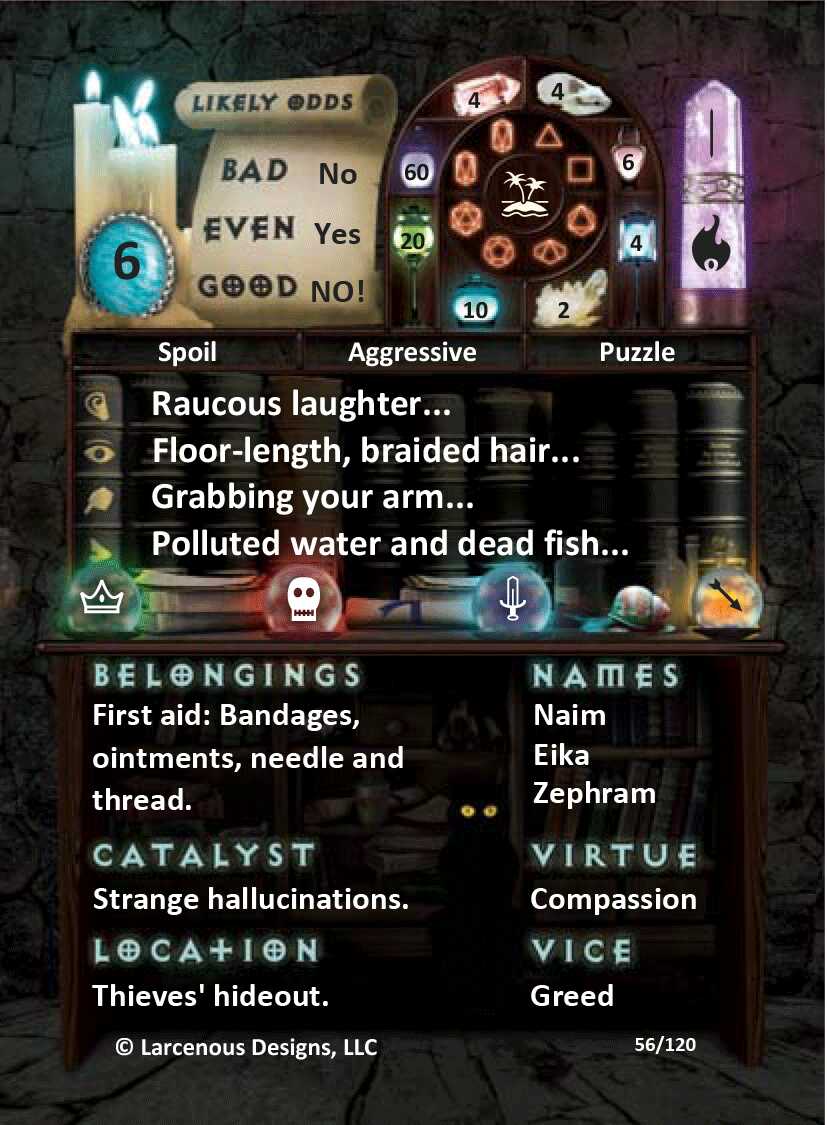 LIKELY ODDS
BAD No
EVEN Yes
GOOD NO!
6
4
4
60
6
20
4
10
2
Spoil Aggressive Puzzle
Raucous laughter...
Floor-length, braided hair...
Grabbing your arm...
Polluted water and dead fish...
BELONGINGS
First aid: Bandages,
ointments, needle and
thread.
NAMES
Naim
Eika
Zephram
CATALYST
Strange hallucinations.
VIRTUE
Compassion
LOCATION
Thieves' hideout.
VICE
Greed
© Larcenous Designs, LLC
56/120